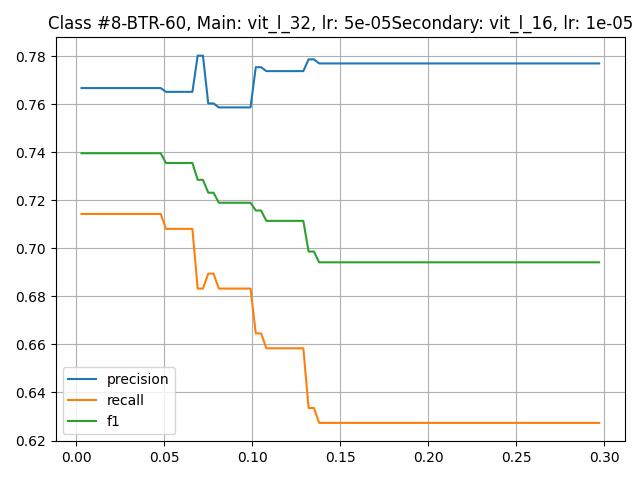 Class #8-BTR-60, Main: vit_l_32, lr: 5e-05Secondary: vit_l_16, lr: 1e-05
0.78
0.76
0.74
0.72
0.70
0.68
0.66
0.64
0.62
precision
recall
f1
0.00 0.05 0.10 0.15 0.20 0.25 0.30